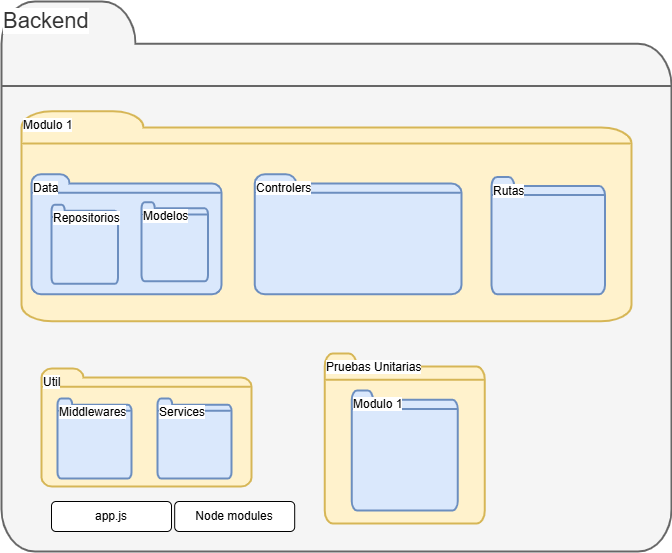 Backend
Modulo 1
Data
Repositorios
Modelos
Controlers
Rutas
Util
Middlewares
Services
Pruebas Unitarias
Modulo 1
app.js
Node modules